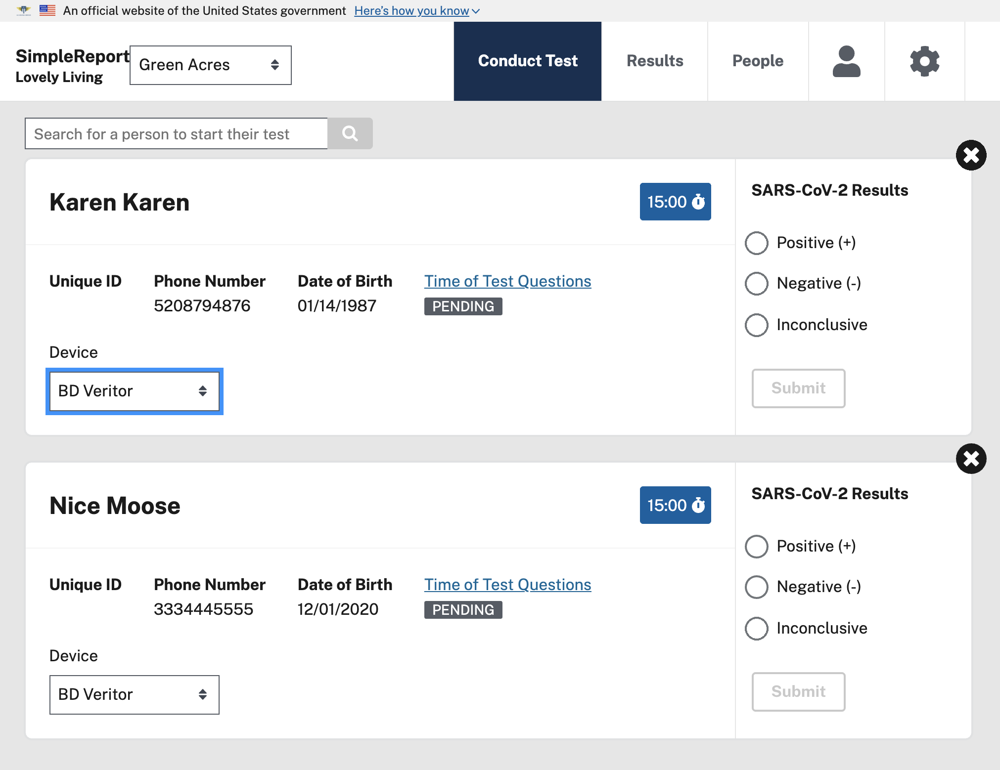 An official website of the United States government Here's how you know
SimpleReport
Lovely Living
Green Acres
Conduct Test
Results
People
Search for a person to start their test
Karen Karen
15:00
SARS-CoV-2 Results
Positive (+)
Negative (-)
Inconclusive
Unique ID Phone Number Date of Birth Time of Test Questions
5208794876 01/14/1987 PENDING
Device
BD Veritor
Submit
Nice Moose
15:00
SARS-CoV-2 Results
Positive (+)
Negative (-)
Inconclusive
Unique ID Phone Number Date of Birth Time of Test Questions
3334445555 12/01/2020 PENDING
Device
BD Veritor
Submit